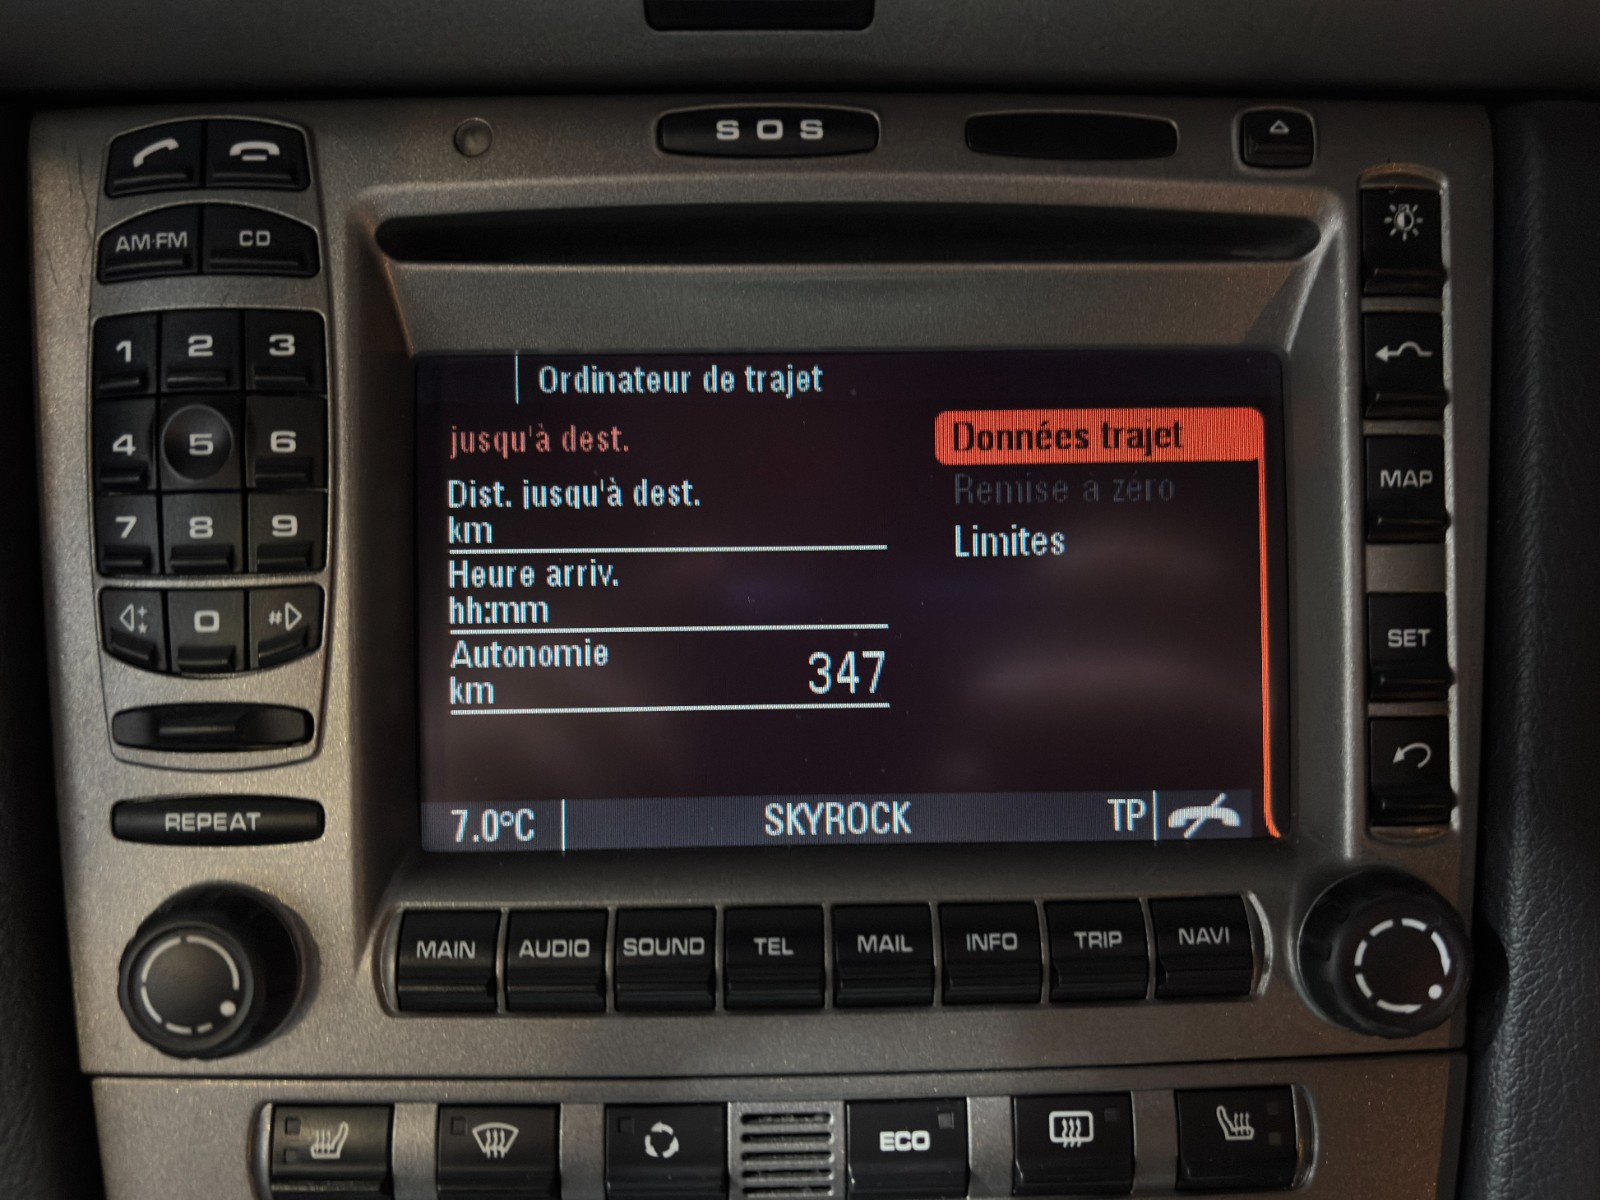 SOS
AM·FM
CD
1
2
3
4
5
6
7
8
9
*
0
#
REPEAT
Ordinateur de trajet
jusqu'à dest.
Dist. jusqu'à dest.
km
Heure arriv.
hh:mm
Autonomie
km
347
Données trajet
Remise à zéro
Limites
7.0°C
SKYROCK
TP
MAP
SET
MAIN
AUDIO
SOUND
TEL
MAIL
INFO
TRIP
NAVI
ECO